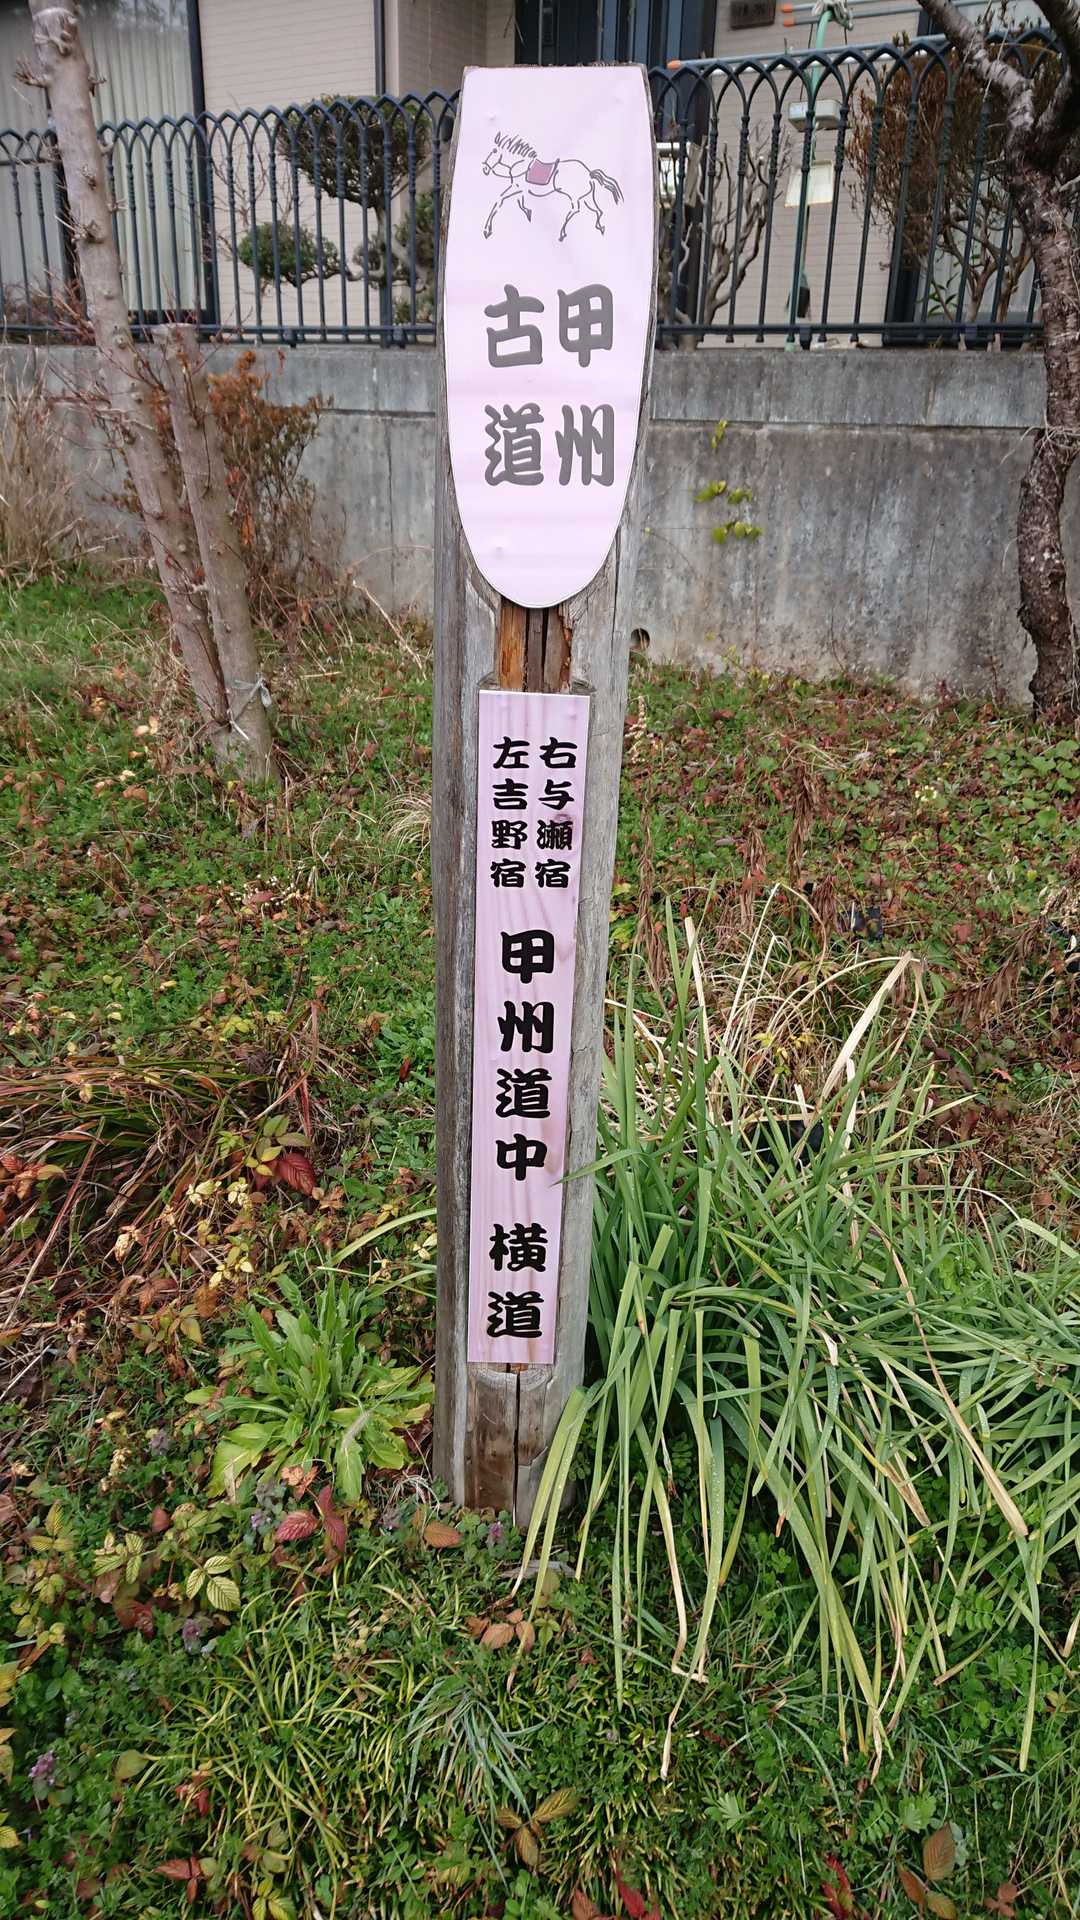 甲州
古道
右与瀬宿
左吉野宿
甲州道中 横道